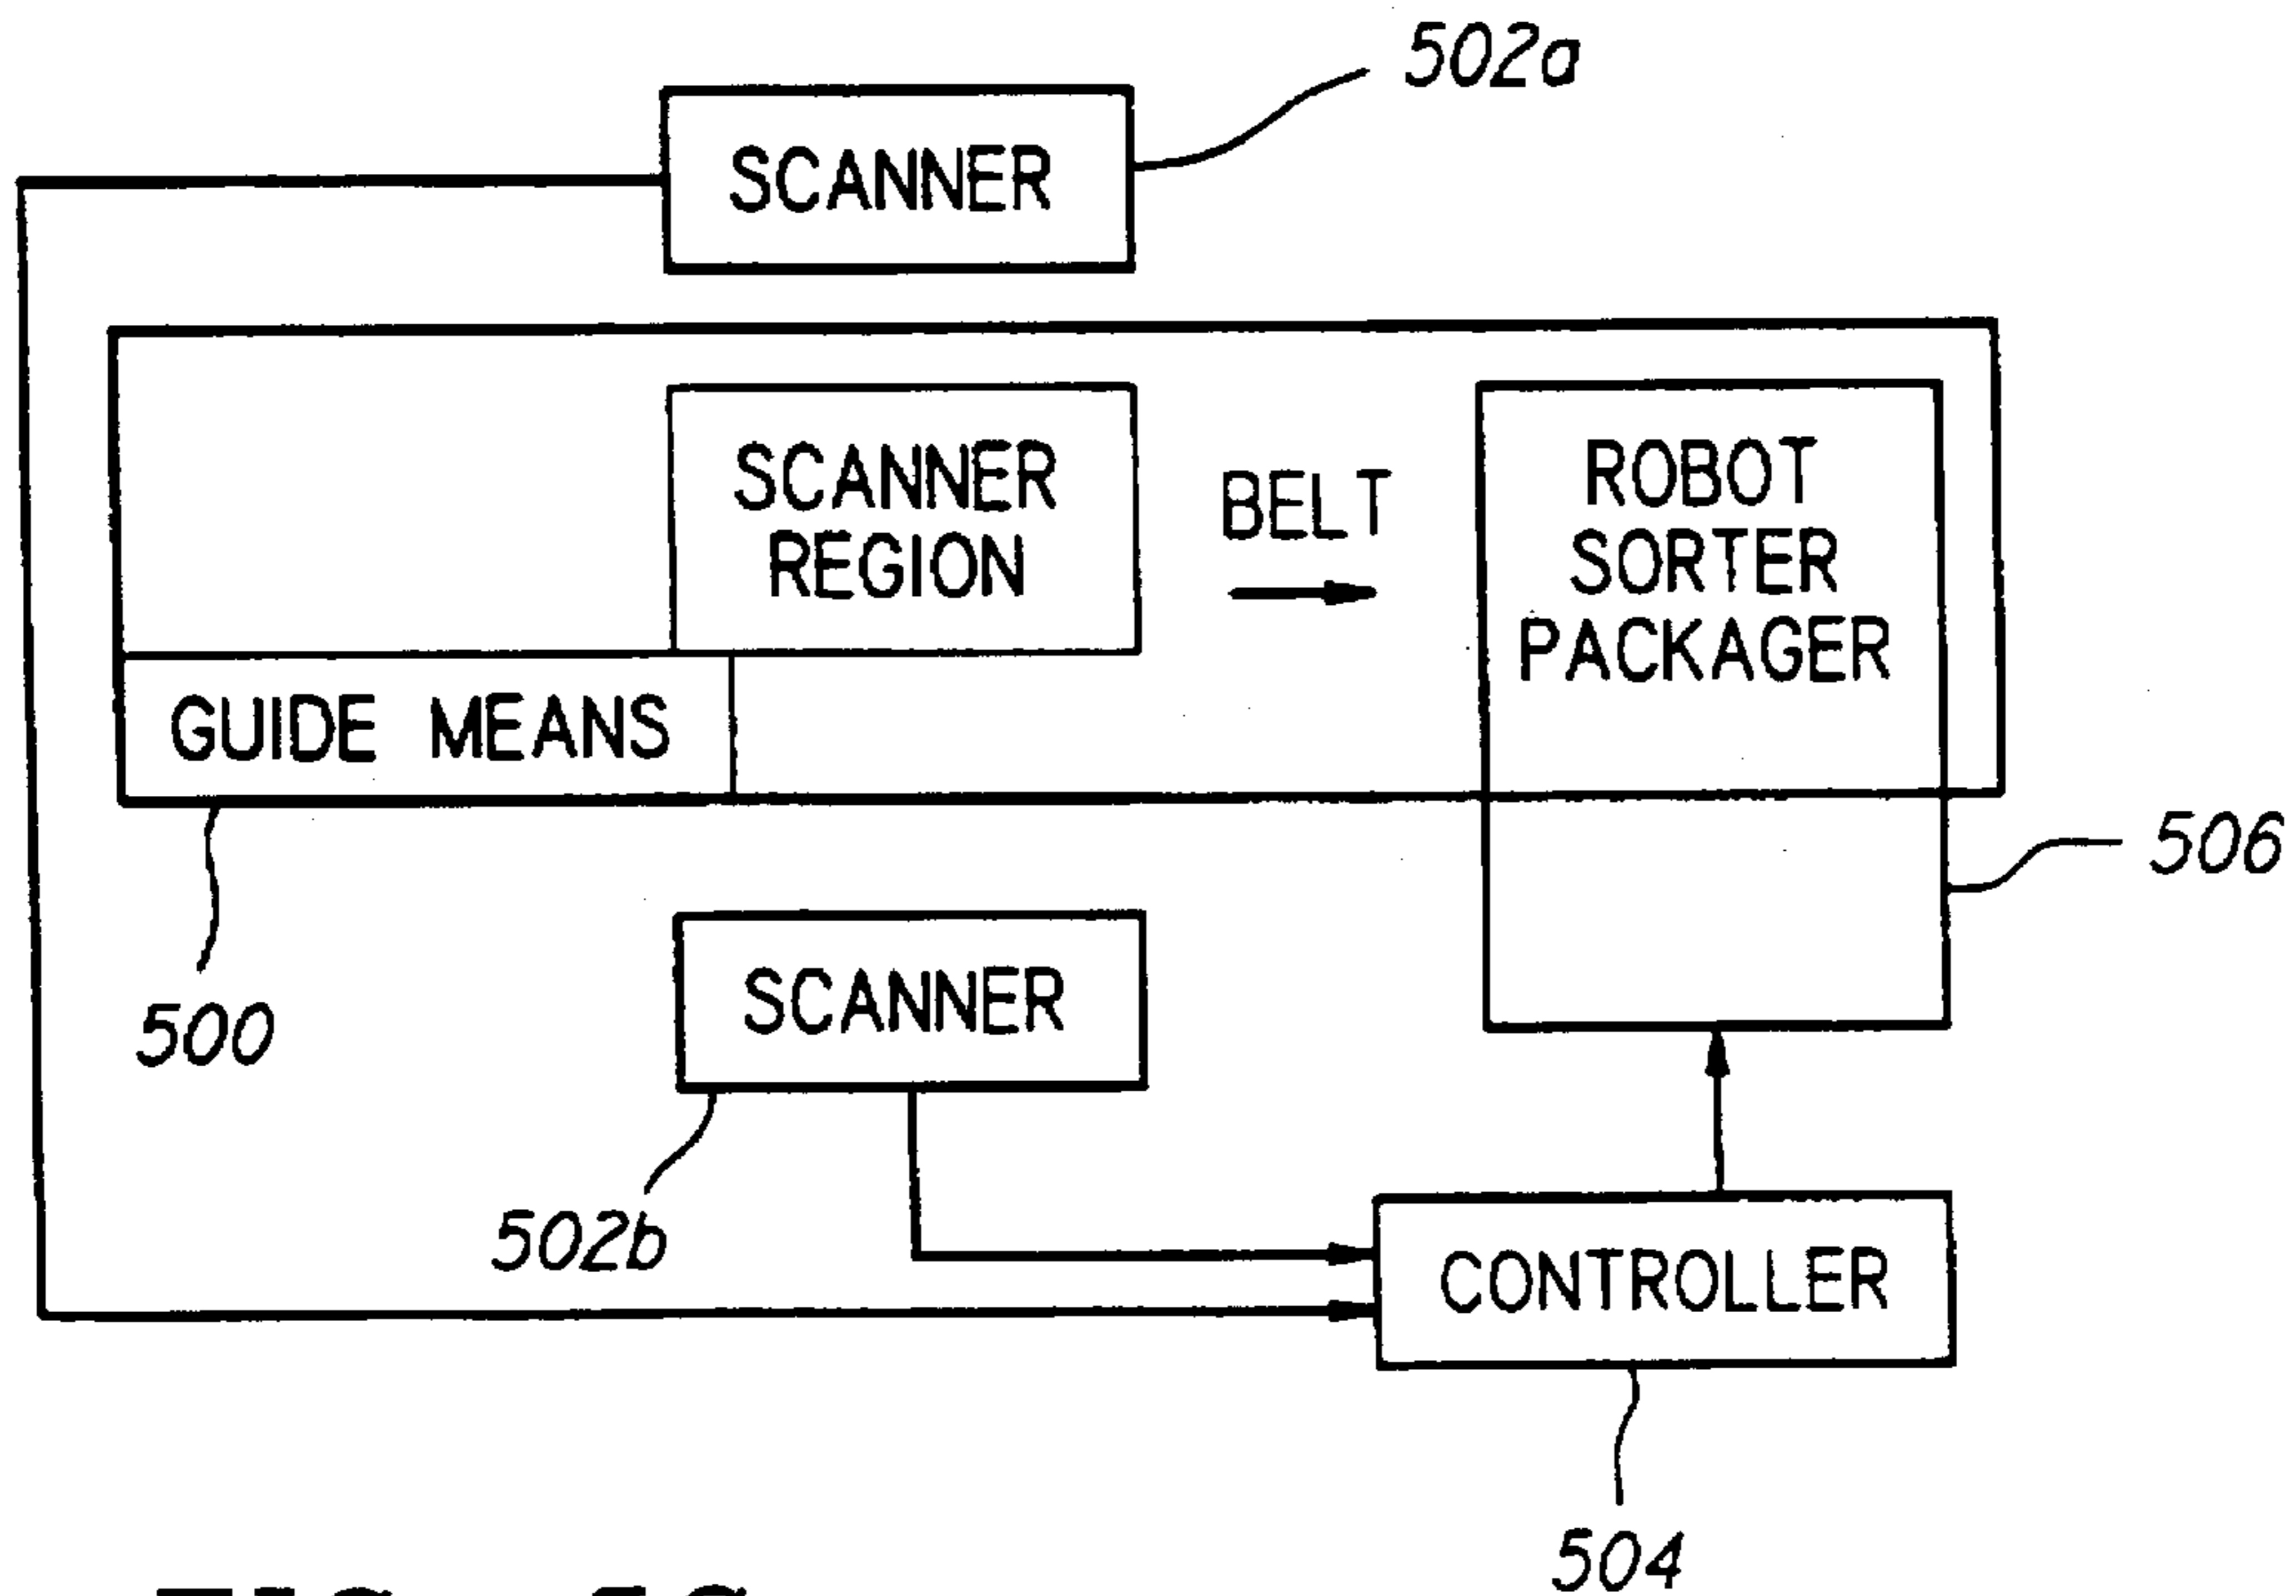 502a
SCANNER
SCANNER
REGION
BELT
ROBOT
SORTER
PACKAGER
GUIDE MEANS
506
500
SCANNER
502b
CONTROLLER
504